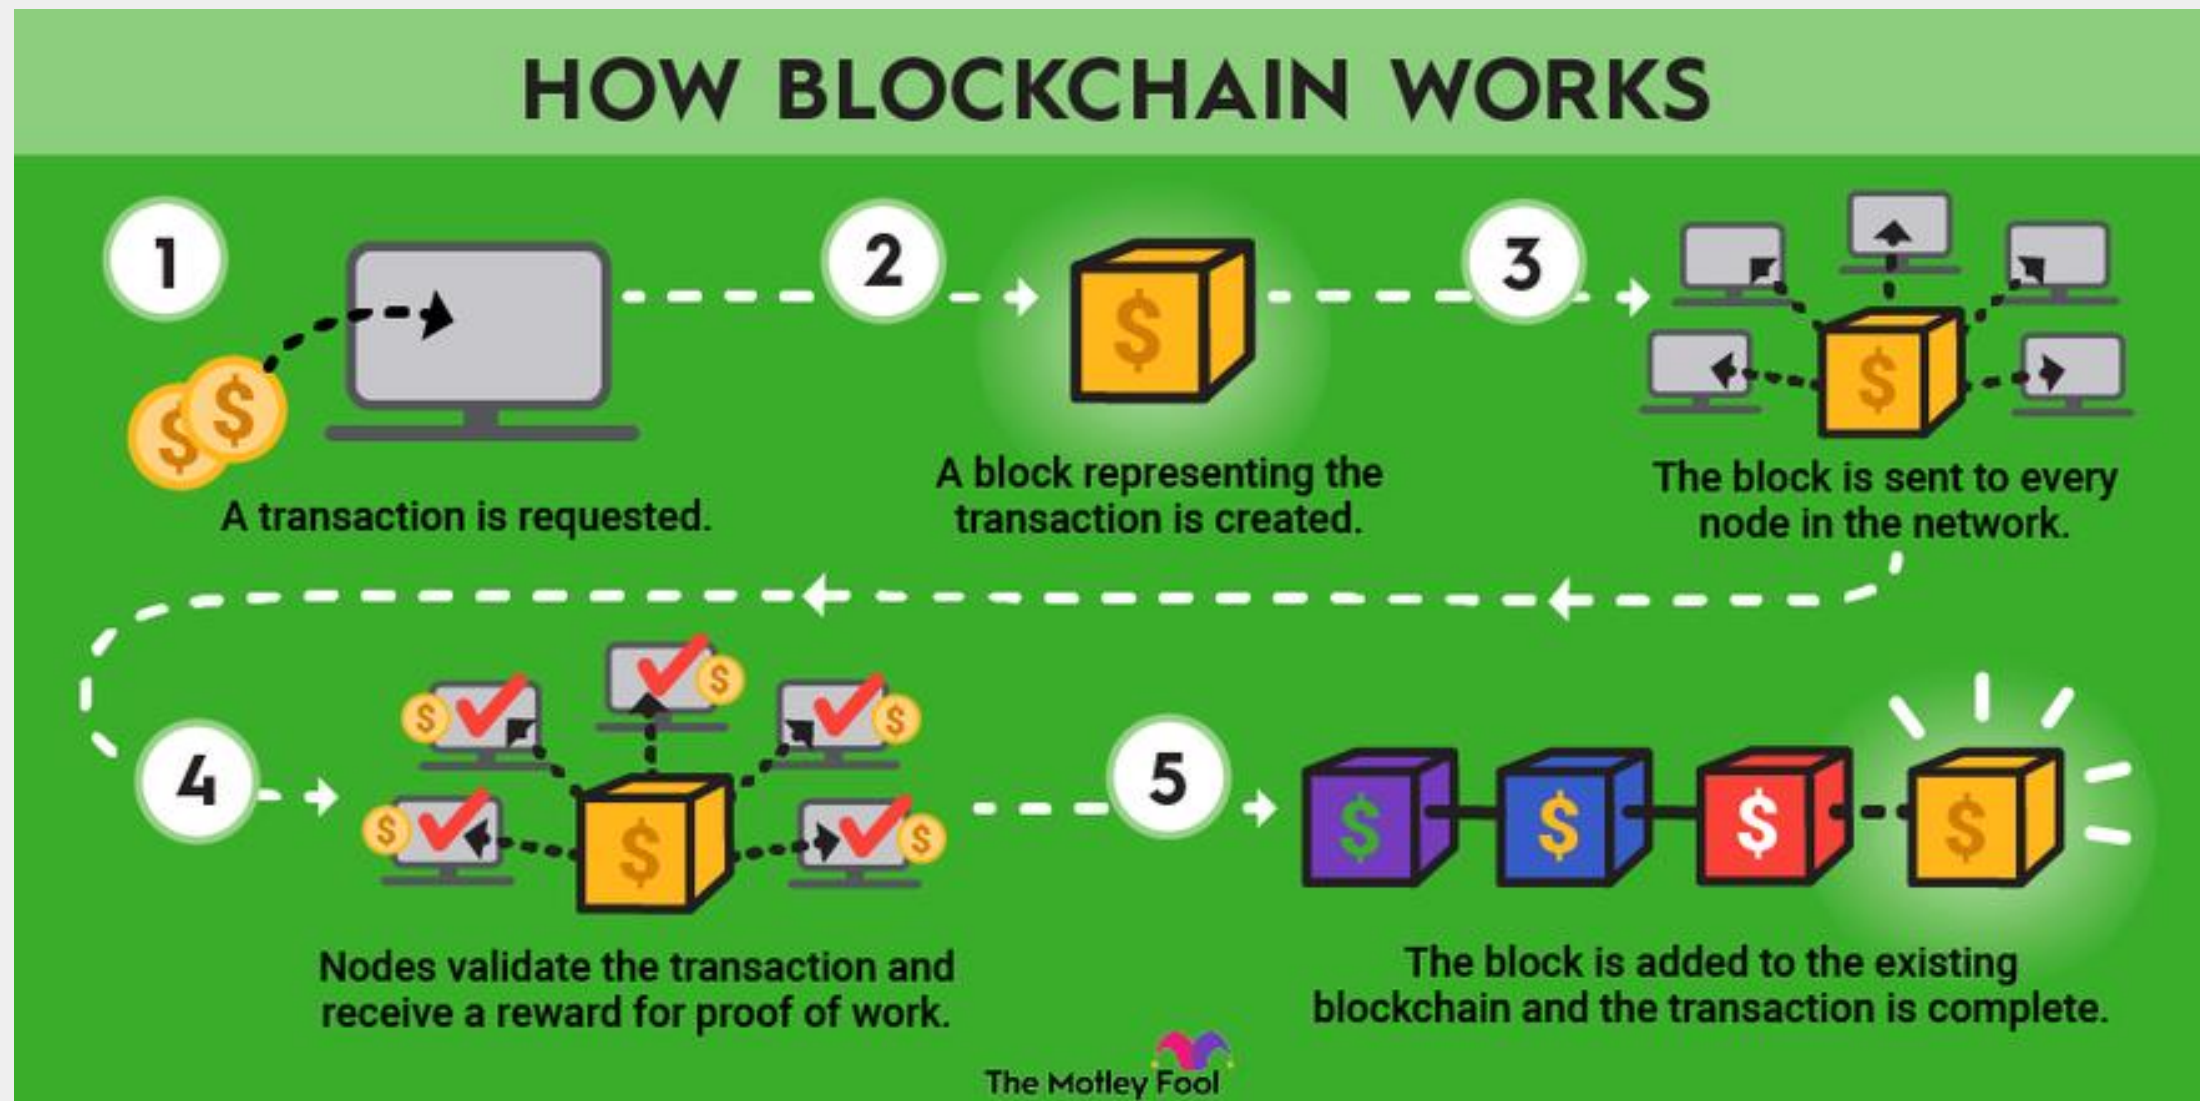 HOW BLOCKCHAIN WORKS
1
2
3
$
$
$
$
A transaction is requested.
A block representing the
transaction is created.
The block is sent to every
node in the network.
4
5
$
$
$
$
$
$
$
$
$
$
Nodes validate the transaction and
receive a reward for proof of work.
The block is added to the existing
blockchain and the transaction is complete.
The Motley Fool